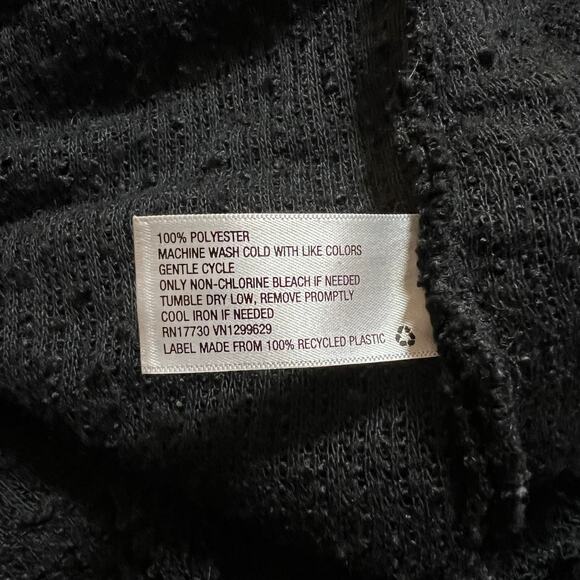 100% POLYESTER
MACHINE WASH COLD WITH LIKE COLORS
GENTLE CYCLE
ONLY NON-CHLORINE BLEACH IF NEEDED
TUMBLE DRY LOW, REMOVE PROMPTLY
COOL IRON IF NEEDED
RN17730 VN1299629
LABEL MADE FROM 100% RECYCLED PLASTIC